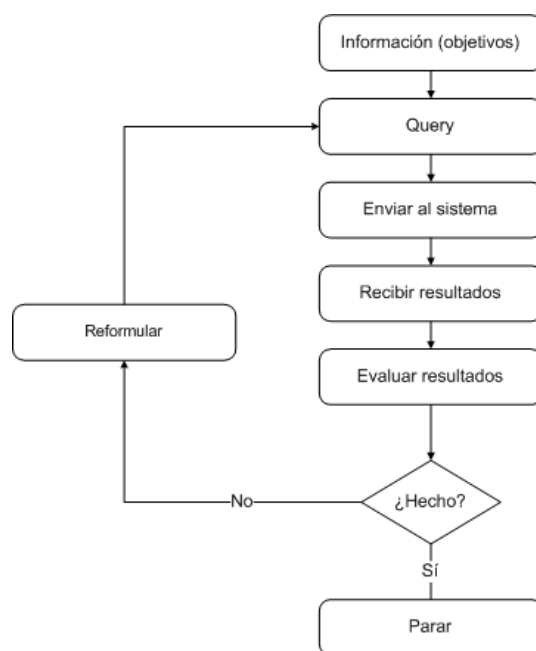 Información (objetivos)
Query
Enviar al sistema
Recibir resultados
Reformular
Evaluar resultados
¿Hecho?
No
Sí
Parar